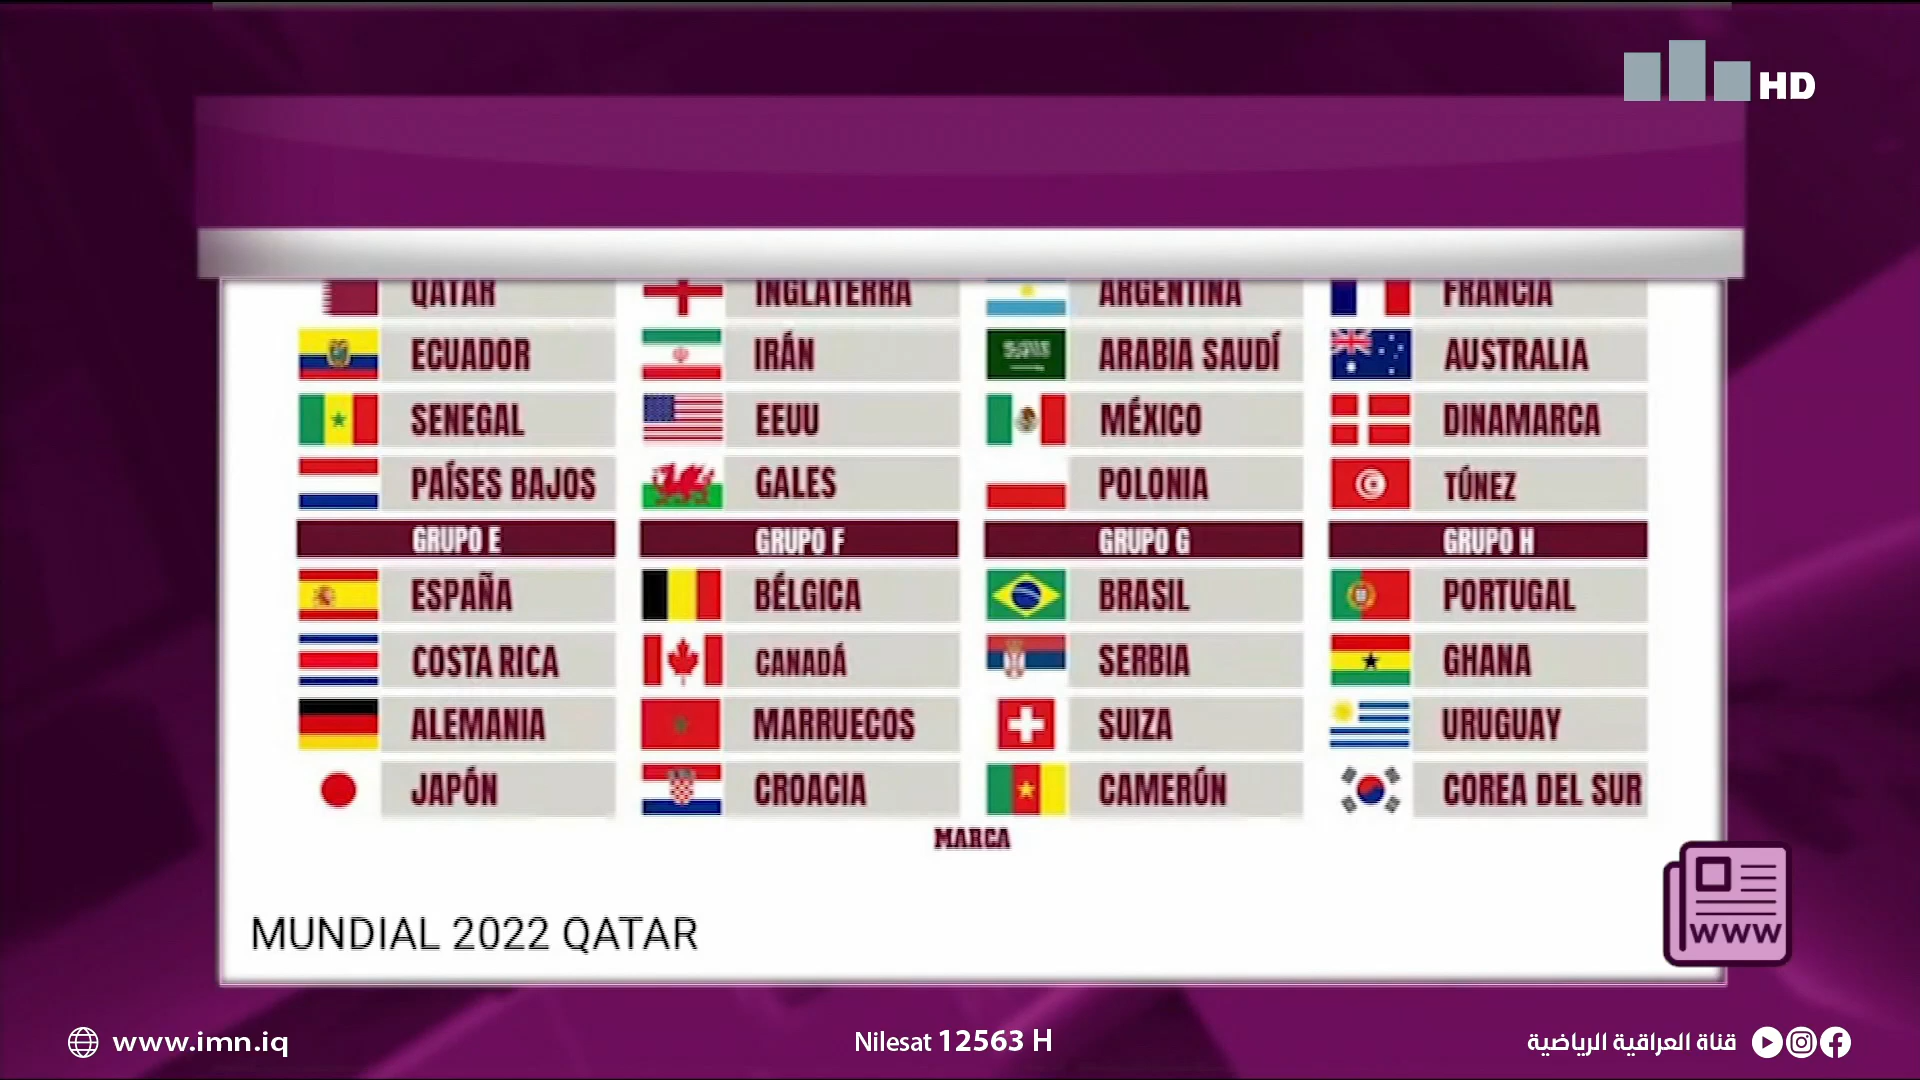 HD
QATAR INGLATERRA ARGENTINA FRANCIA
ECUADOR IRÁN ARABIA SAUDÍ AUSTRALIA
SENEGAL EEUU MÉXICO DINAMARCA
PAÍSES BAJOS GALES POLONIA TÚNEZ
GRUPO E GRUPO F GRUPO G GRUPO H
ESPAÑA BÉLGICA BRASIL PORTUGAL
COSTA RICA CANADÁ SERBIA GHANA
ALEMANIA MARRUECOS SUIZA URUGUAY
JAPÓN CROACIA CAMERÚN COREA DEL SUR
MARCA
WWW
MUNDIAL 2022 QATAR
www.imn.iq Nilesat 12563 H قناة العراقية الرياضية